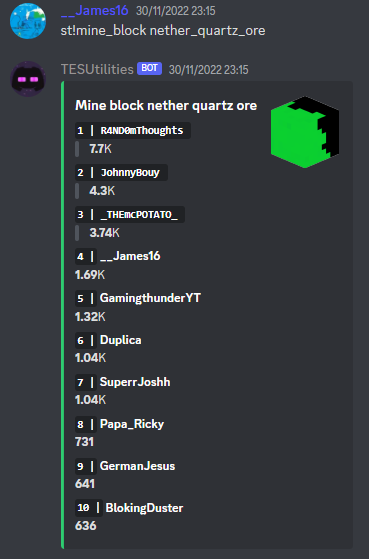 __James16 30/11/2022 23:15
st!mine_block nether_quartz_ore
TESUtilities BOT 30/11/2022 23:15
Mine block nether quartz ore
1 | R4ND0mThoughts
7.7K
2 | JohnnyBouy
4.3K
3 | _THEmcPOTATO_
3.74K
4 | __James16
1.69K
5 | GamingthunderYT
1.32K
6 | Duplica
1.04K
7 | SuperrJoshh
1.04K
8 | Papa_Ricky
731
9 | GermanJesus
641
10 | BlokingDuster
636